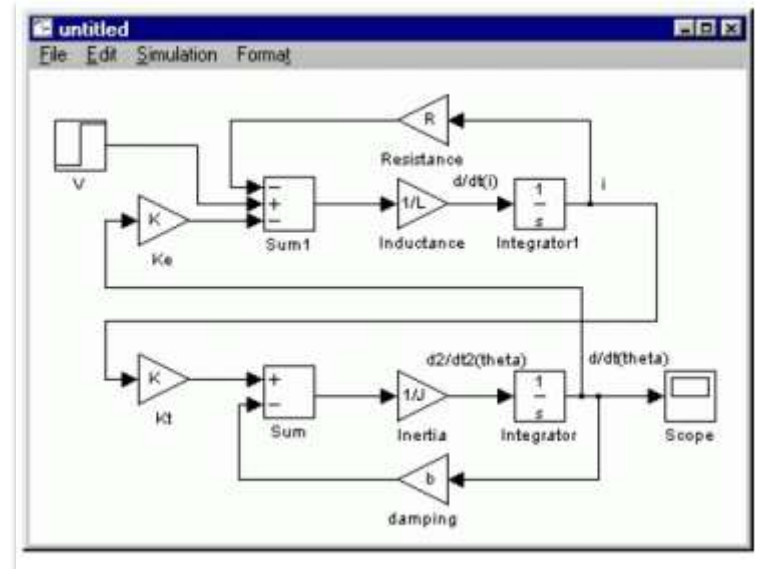 untitled
File Edit Simulation Format
R
Resistance
V
d/dt(i)
i
−
+
−
1/L
1
s
K
Sum1
Inductance
Integrator1
Ke
d2/dt2(theta)
d/dt(theta)
K
+
−
1/J
1
s
Kt
Sum
Inertia
Integrator
Scope
b
damping